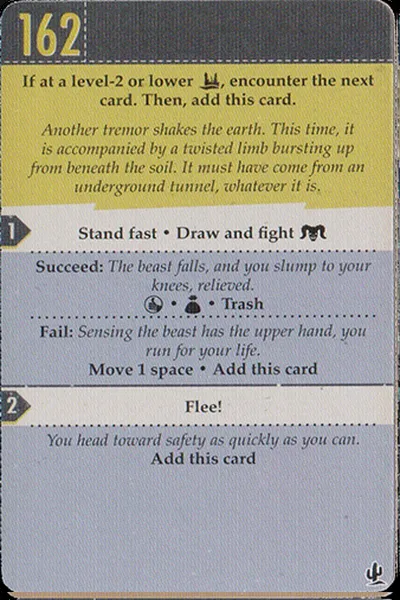 162
If at a level-2 or lower , encounter the next
card. Then, add this card.
Another tremor shakes the earth. This time, it
is accompanied by a twisted limb bursting up
from beneath the soil. It must have come from an
underground tunnel, whatever it is.
1
Stand fast • Draw and fight
Succeed: The beast falls, and you slump to your
knees, relieved.
• • Trash
Fail: Sensing the beast has the upper hand, you
run for your life.
Move 1 space • Add this card
2
Flee!
You head toward safety as quickly as you can.
Add this card